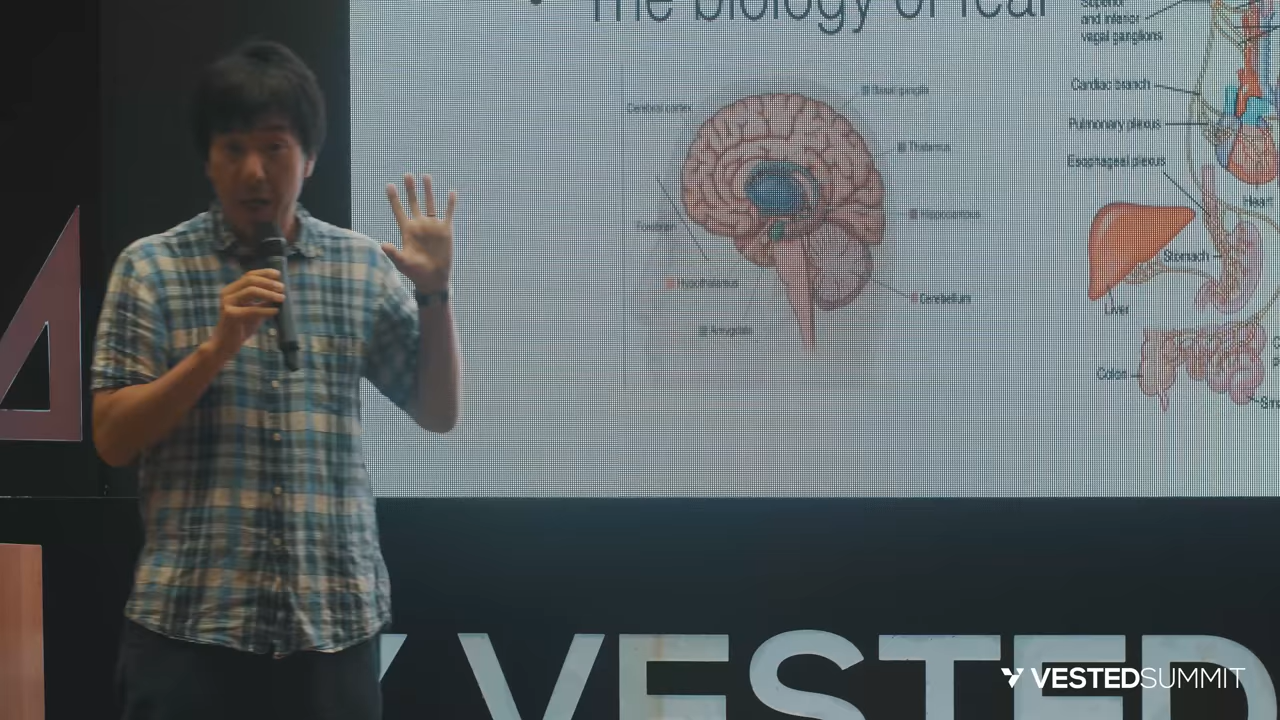 • The biology of fear
Cerebral cortex
Basal ganglia
Thalamus
Hippocampus
Forebrain
Hypothalamus
Amygdala
Cerebellum
Superior
and inferior
vagal ganglions
Cardiac branch
Pulmonary plexus
Esophageal plexus
Heart
Stomach
Liver
Colon
VESTED
VESTEDSUMMIT